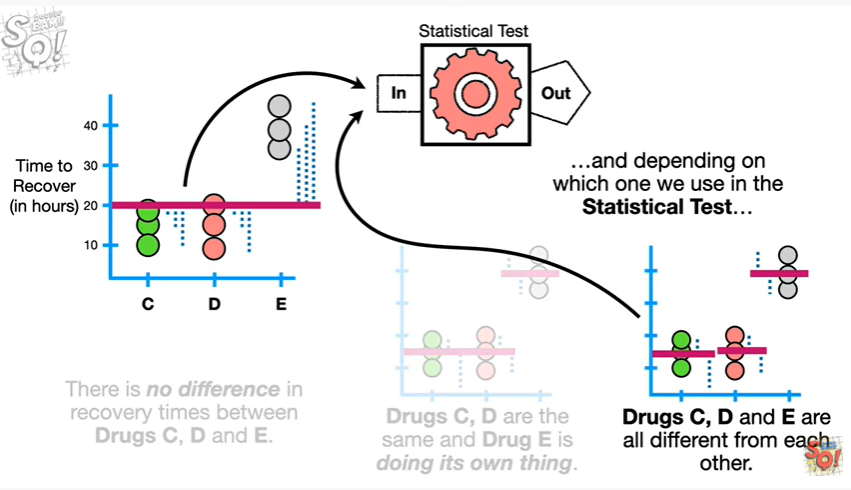 SQ!
Statistical Test
In
Out
40
Time to
30
Recover
(in hours)
20
10
C
D
E
...and depending on
which one we use in the
Statistical Test...
There is no difference in
recovery times between
Drugs C, D and E.
Drugs C, D are the
same and Drug E is
doing its own thing.
Drugs C, D and E are
all different from each
other.
SQ!